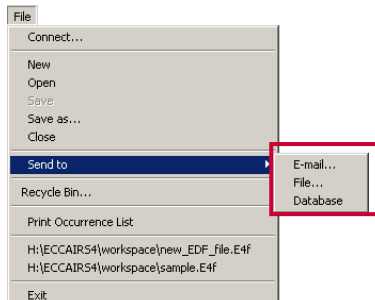 File
Connect...
New
Open
Save
Save as...
Close
Send to
E-mail...
File...
Database
Recycle Bin...
Print Occurrence List
H:\ECCAIRS4\workspace\new_EDF_file.E4f
H:\ECCAIRS4\workspace\sample.E4f
Exit